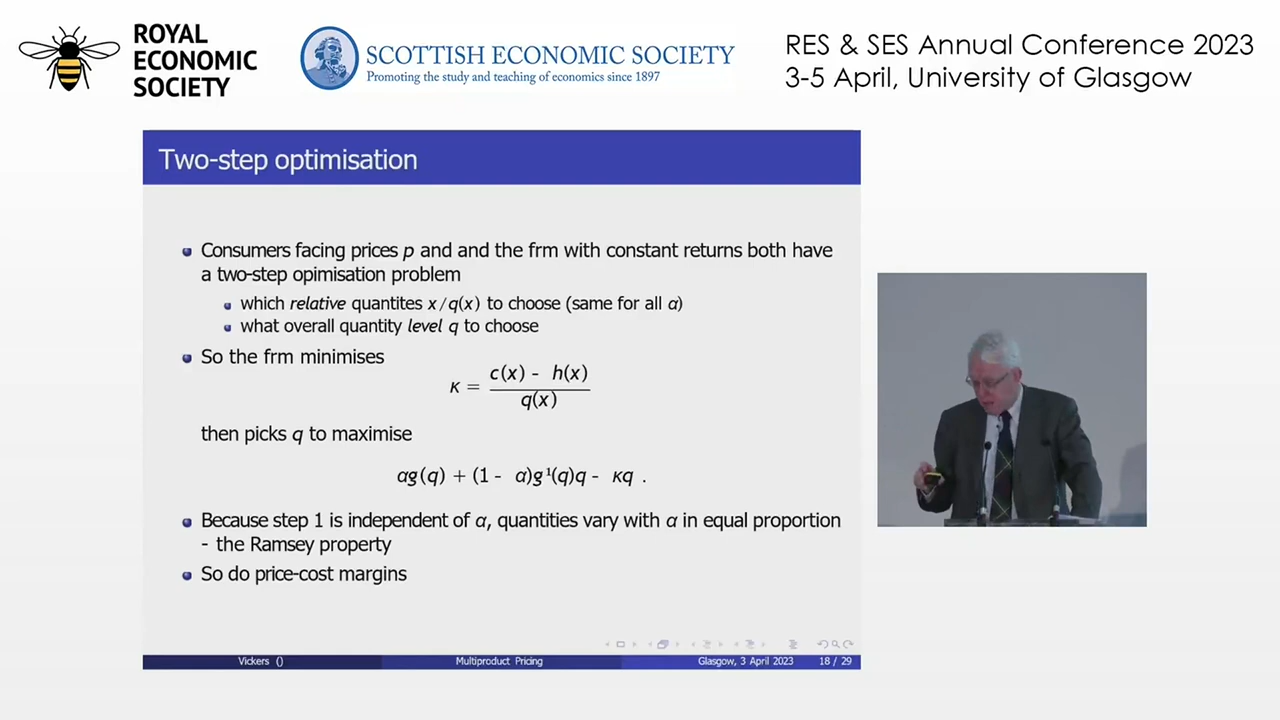 ROYAL
ECONOMIC
SOCIETY
SCOTTISH ECONOMIC SOCIETY
Promoting the study and teaching of economics since 1897
RES & SES Annual Conference 2023
3-5 April, University of Glasgow
Two-step optimisation
Consumers facing prices p and and the frm with constant returns both have
a two-step opimisation problem
which relative quantites x/q(x) to choose (same for all α)
what overall quantity level q to choose
So the frm minimises
κ = c(x) - h(x) / q(x)
then picks q to maximise
αg(q) + (1 - α)g¹(q)q - κq .
Because step 1 is independent of α, quantities vary with α in equal proportion
- the Ramsey property
So do price-cost margins
Vickers () Multiproduct Pricing Glasgow, 3 April 2023 18 / 29